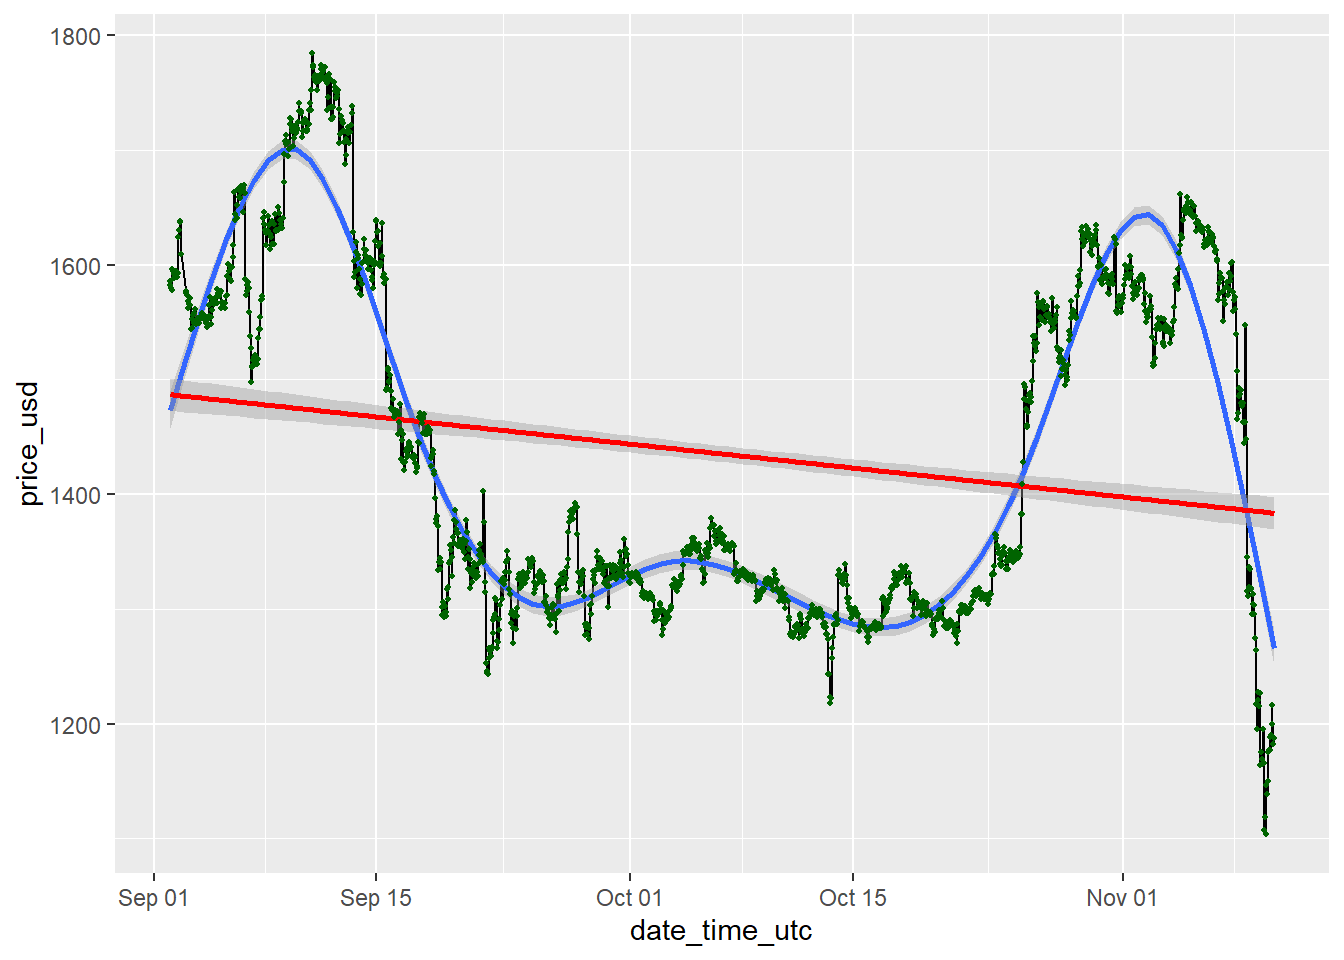 1800
1600
1400
1200
price_usd
Sep 01
Sep 15
Oct 01
Oct 15
Nov 01
date_time_utc